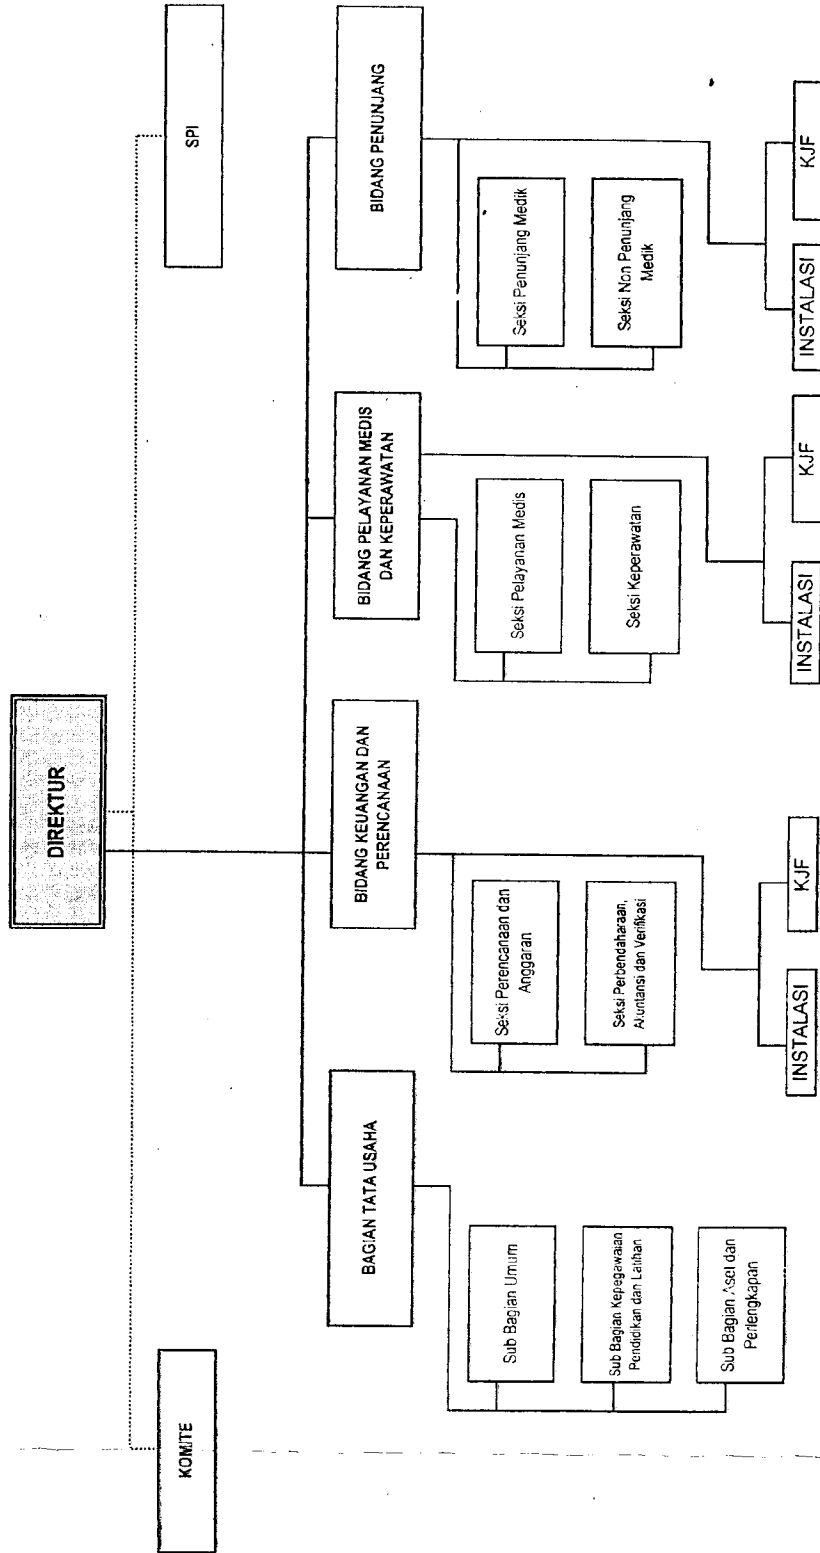 DIREKTUR
KOMITE
SPI
BAGIAN TATA USAHA
BIDANG KEUANGAN DAN
PERENCANAAN
BIDANG PELAYANAN MEDIS
DAN KEPERAWATAN
BIDANG PENUNJANG
Sub Bagian Umum
Sub Bagian Kepegawaian
Pendidikan dan Latihan
Sub Bagian Aset dan
Perlengkapan
Seksi Perencanaan dan
Anggaran
Seksi Perbendaharaan,
Akuntansi dan Verifikasi
INSTALASI
KJF
Seksi Pelayanan Medis
Seksi Keperawatan
INSTALASI
KJF
Seksi Penunjang Medik
Seksi Non Penunjang
Medik
INSTALASI
KJF